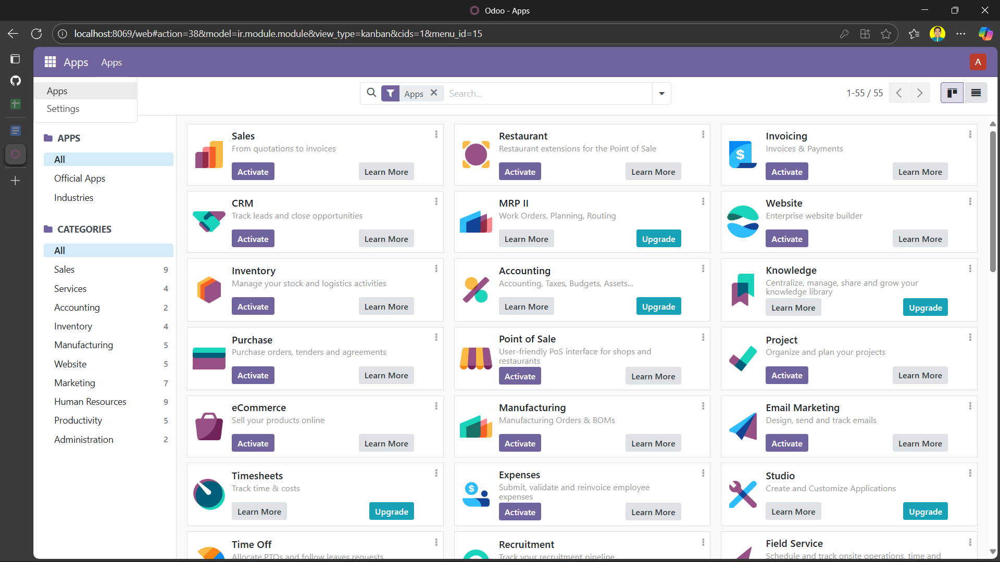 Odoo - Apps
localhost:8069/web#action=38&model=ir.module.module&view_type=kanban&cids=1&menu_id=15
Apps Apps A
Apps
Settings
Apps Search... 1-55 / 55
APPS
All
Official Apps
Industries
CATEGORIES
All
Sales 9
Services 4
Accounting 2
Inventory 4
Manufacturing 5
Website 5
Marketing 7
Human Resources 9
Productivity 5
Administration 2
Sales
From quotations to invoices
Activate Learn More
Restaurant
Restaurant extensions for the Point of Sale
Activate Learn More
Invoicing
Invoices & Payments
Activate Learn More
CRM
Track leads and close opportunities
Activate Learn More
MRP II
Work Orders, Planning, Routing
Learn More Upgrade
Website
Enterprise website builder
Activate Learn More
Inventory
Manage your stock and logistics activities
Activate Learn More
Accounting
Accounting, Taxes, Budgets, Assets...
Learn More Upgrade
Knowledge
Centralize, manage, share and grow your
knowledge library
Learn More Upgrade
Purchase
Purchase orders, tenders and agreements
Activate Learn More
Point of Sale
User-friendly PoS interface for shops and
restaurants
Activate Learn More
Project
Organize and plan your projects
Activate Learn More
eCommerce
Sell your products online
Activate Learn More
Manufacturing
Manufacturing Orders & BOMs
Activate Learn More
Email Marketing
Design, send and track emails
Activate Learn More
Timesheets
Track time & costs
Learn More Upgrade
Expenses
Submit, validate and reinvoice employee
expenses
Activate Learn More
Studio
Create and Customize Applications
Learn More Upgrade
Time Off
Allocate PTOs and follow leaves requests
Recruitment
Track your recruitment pipeline
Field Service
Schedule and track onsite operations, time and